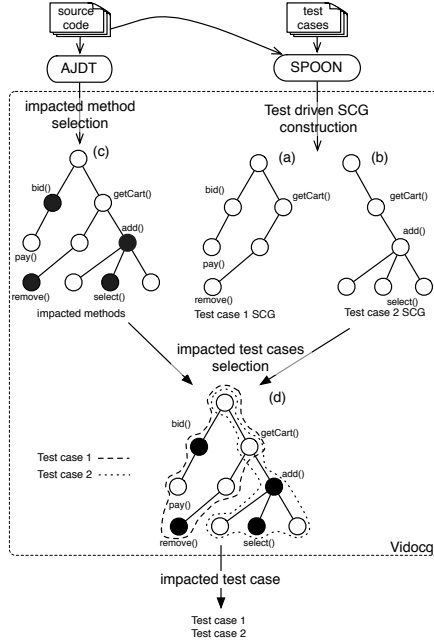 source
code
test
cases
AJDT
SPOON
impacted method
selection
Test driven SCG
construction
(c)
(a)
(b)
bid()
getCart()
add()
pay()
remove()
select()
impacted methods
bid()
getCart()
pay()
remove()
Test case 1 SCG
getCart()
add()
select()
Test case 2 SCG
impacted test cases
selection
(d)
bid()
getCart()
Test case 1
Test case 2
add()
pay()
remove()
select()
Vidocq
impacted test case
Test case 1
Test case 2